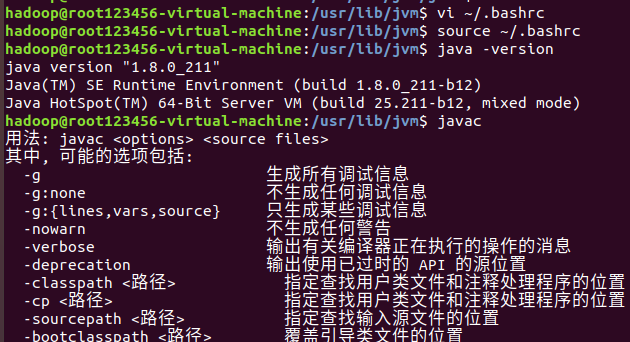 hadoop@root123456-virtual-machine:/usr/lib/jvm$ vi ~/.bashrc
hadoop@root123456-virtual-machine:/usr/lib/jvm$ source ~/.bashrc
hadoop@root123456-virtual-machine:/usr/lib/jvm$ java -version
java version "1.8.0_211"
Java(TM) SE Runtime Environment (build 1.8.0_211-b12)
Java HotSpot(TM) 64-Bit Server VM (build 25.211-b12, mixed mode)
hadoop@root123456-virtual-machine:/usr/lib/jvm$ javac
用法: javac <options> <source files>
其中, 可能的选项包括:
-g 生成所有调试信息
-g:none 不生成任何调试信息
-g:{lines,vars,source} 只生成某些调试信息
-nowarn 不生成任何警告
-verbose 输出有关编译器正在执行的操作的消息
-deprecation 输出使用已过时的 API 的源位置
-classpath <路径> 指定查找用户类文件和注释处理程序的位置
-cp <路径> 指定查找用户类文件和注释处理程序的位置
-sourcepath <路径> 指定查找输入源文件的位置
-bootclasspath <路径> 覆盖引导类文件的位置